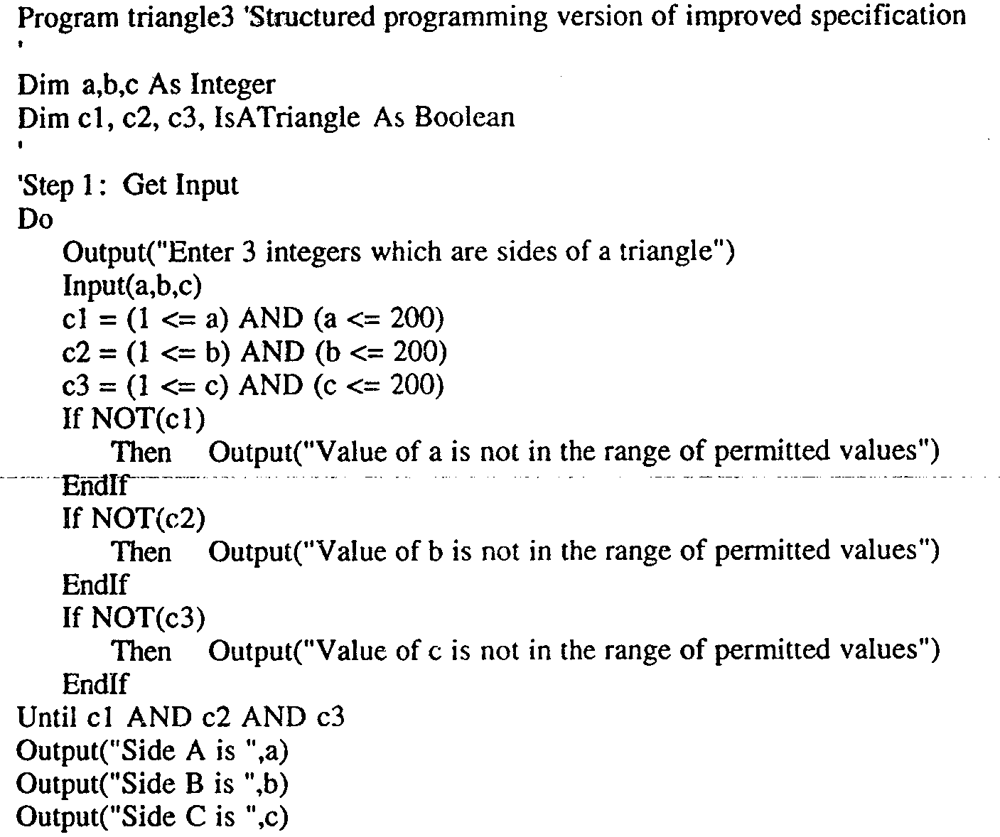 Program triangle3 'Structured programming version of improved specification
'
Dim a,b,c As Integer
Dim c1, c2, c3, IsATriangle As Boolean
'
'Step 1: Get Input
Do
Output("Enter 3 integers which are sides of a triangle")
Input(a,b,c)
c1 = (1 <= a) AND (a <= 200)
c2 = (1 <= b) AND (b <= 200)
c3 = (1 <= c) AND (c <= 200)
If NOT(c1)
Then Output("Value of a is not in the range of permitted values")
EndIf
If NOT(c2)
Then Output("Value of b is not in the range of permitted values")
EndIf
If NOT(c3)
Then Output("Value of c is not in the range of permitted values")
EndIf
Until c1 AND c2 AND c3
Output("Side A is ",a)
Output("Side B is ",b)
Output("Side C is ",c)